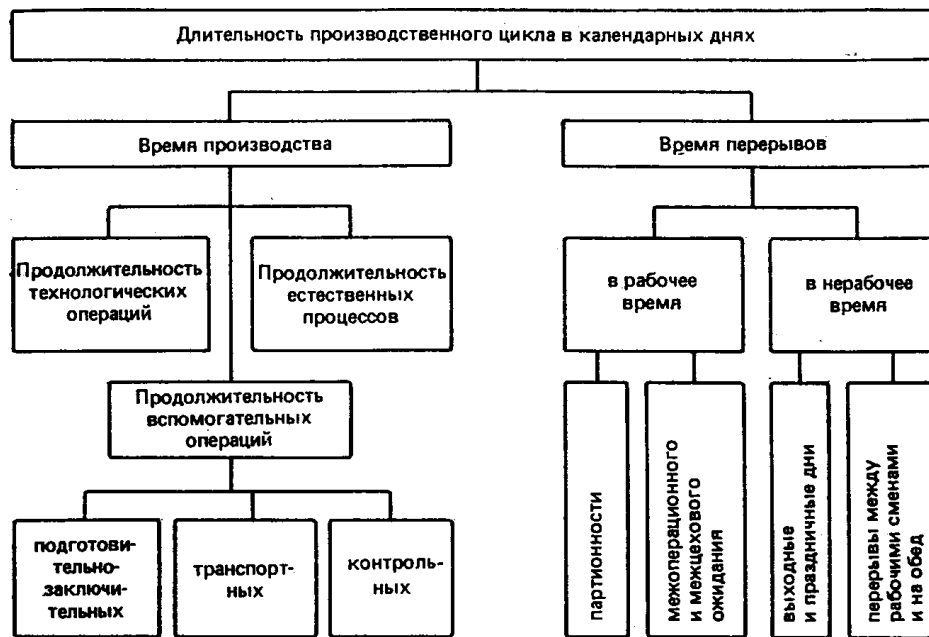 Длительность производственного цикла в календарных днях
Время производства
Время перерывов
Продолжительность
технологических
операций
Продолжительность
естественных
процессов
в рабочее
время
в нерабочее
время
Продолжительность
вспомогательных
операций
подготови-
тельно-
заключи-
тельных
транспорт-
ных
контроль-
ных
партионности
межоперационного
и межцехового
ожидания
выходные
и праздничные дни
перерывы между
рабочими сменами
и на обед